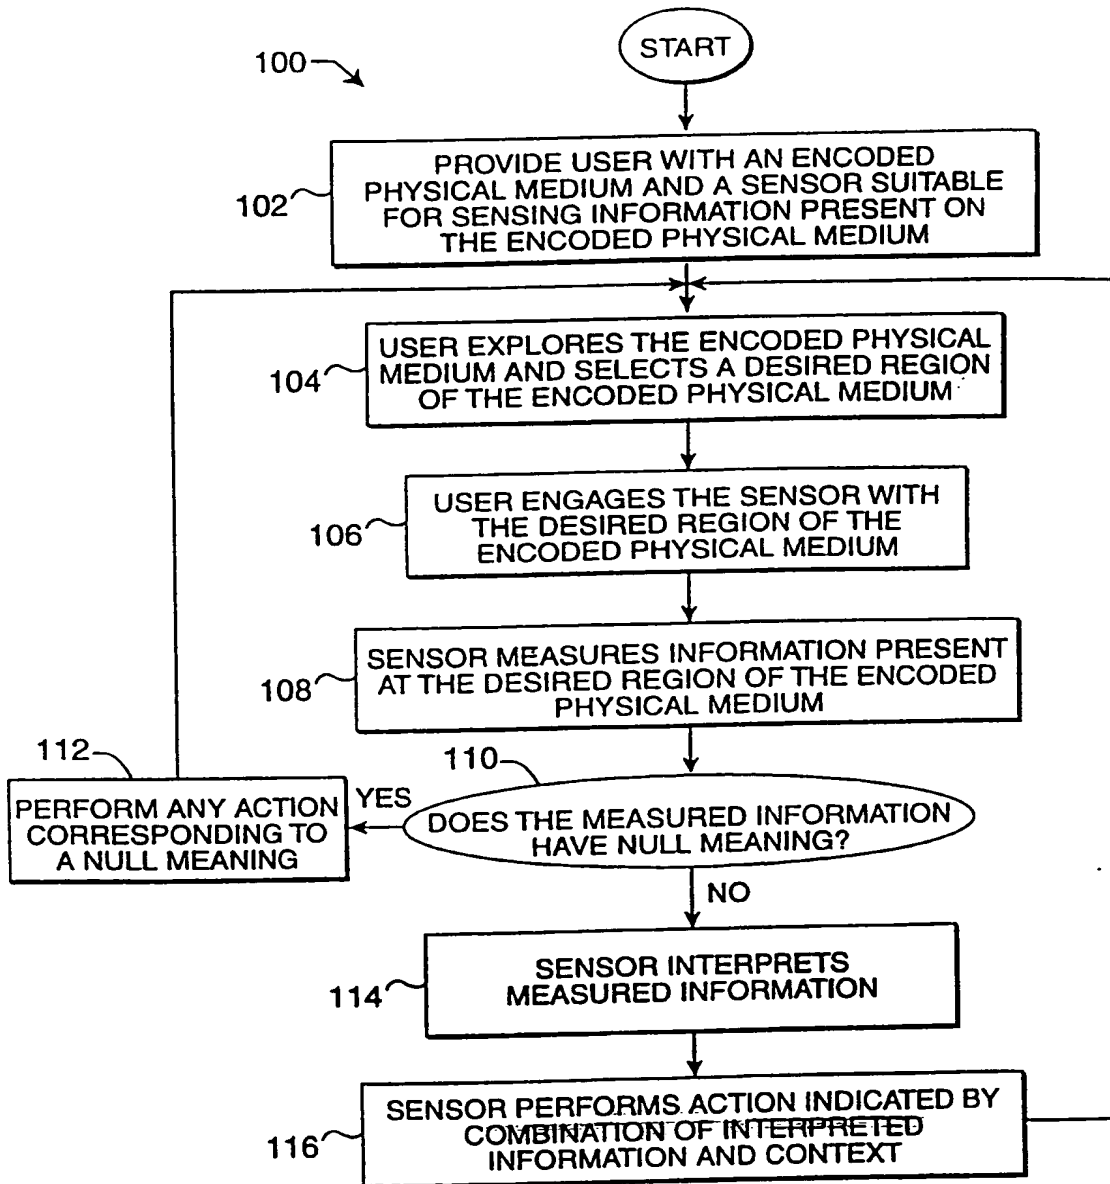 START
100
PROVIDE USER WITH AN ENCODED
PHYSICAL MEDIUM AND A SENSOR SUITABLE
FOR SENSING INFORMATION PRESENT ON
THE ENCODED PHYSICAL MEDIUM
102
USER EXPLORES THE ENCODED PHYSICAL
MEDIUM AND SELECTS A DESIRED REGION
OF THE ENCODED PHYSICAL MEDIUM
104
USER ENGAGES THE SENSOR WITH
THE DESIRED REGION OF THE
ENCODED PHYSICAL MEDIUM
106
SENSOR MEASURES INFORMATION PRESENT
AT THE DESIRED REGION OF THE ENCODED
PHYSICAL MEDIUM
108
110
DOES THE MEASURED INFORMATION
HAVE NULL MEANING?
YES
112
PERFORM ANY ACTION
CORRESPONDING TO
A NULL MEANING
NO
SENSOR INTERPRETS
MEASURED INFORMATION
114
SENSOR PERFORMS ACTION INDICATED BY
COMBINATION OF INTERPRETED
INFORMATION AND CONTEXT
116